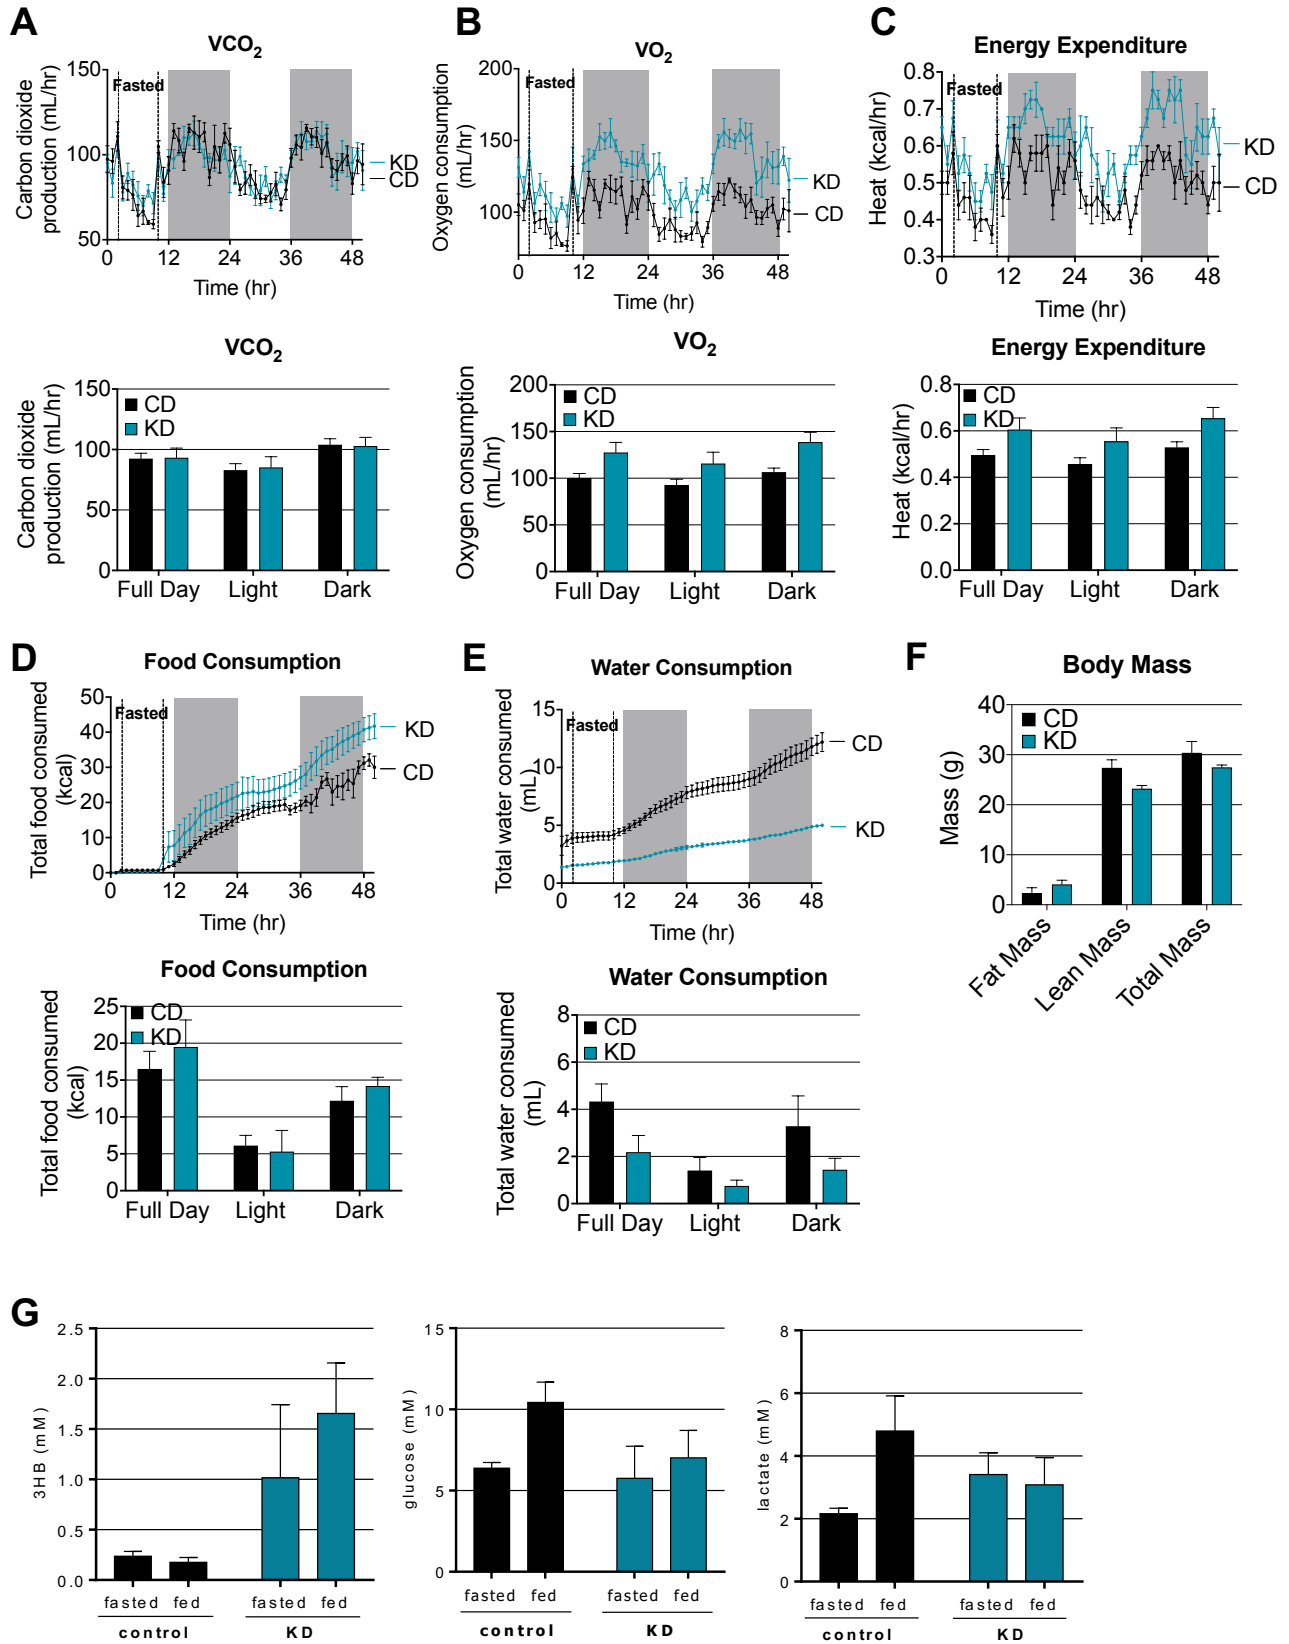 A
VCO2
Carbon dioxide
production (mL/hr)
150
100
50
Fasted
KD
CD
0 12 24 36 48
Time (hr)
B
VO2
Oxygen consumption
(mL/hr)
200
150
100
Fasted
KD
CD
0 12 24 36 48
Time (hr)
C
Energy Expenditure
Heat (kcal/hr)
0.8
0.7
0.6
0.5
0.4
0.3
Fasted
KD
CD
0 12 24 36 48
Time (hr)
VCO2
Carbon dioxide
production (mL/hr)
150
100
50
0
CD
KD
Full Day Light Dark
VO2
Oxygen consumption
(mL/hr)
200
150
100
50
0
CD
KD
Full Day Light Dark
Energy Expenditure
Heat (kcal/hr)
0.8
0.6
0.4
0.2
0.0
CD
KD
Full Day Light Dark
D
Food Consumption
Total food consumed
(kcal)
50
40
30
20
10
0
Fasted
KD
CD
0 12 24 36 48
Time (hr)
E
Water Consumption
Total water consumed
(mL)
15
10
5
0
Fasted
CD
KD
0 12 24 36 48
Time (hr)
F
Body Mass
Mass (g)
40
30
20
10
0
CD
KD
Fat Mass
Lean Mass
Total Mass
Food Consumption
Total food consumed
(kcal)
25
20
15
10
5
0
CD
KD
Full Day Light Dark
Water Consumption
Total water consumed
(mL)
8
6
4
2
0
CD
KD
Full Day Light Dark
G
3HB (mM)
2.5
2.0
1.5
1.0
0.5
0.0
fasted fed fasted fed
control KD
glucose (mM)
15
10
5
0
fasted fed fasted fed
control KD
lactate (mM)
8
6
4
2
0
fasted fed fasted fed
control KD